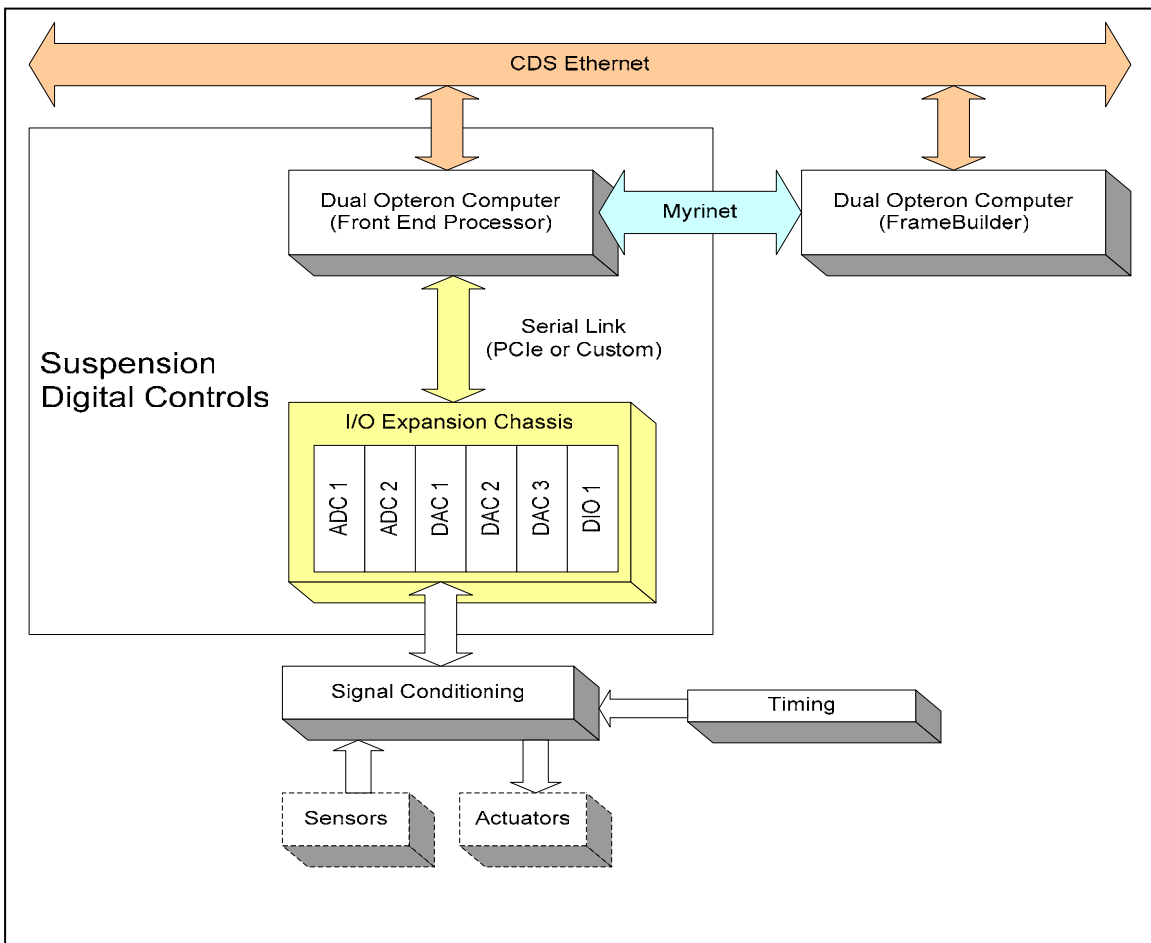 CDS Ethernet
Dual Opteron Computer
(Front End Processor)
Myrinet
Dual Opteron Computer
(FrameBuilder)
Serial Link
(PCIe or Custom)
Suspension
Digital Controls
I/O Expansion Chassis
ADC 1
ADC 2
DAC 1
DAC 2
DAC 3
DIO 1
Signal Conditioning
Timing
Sensors
Actuators